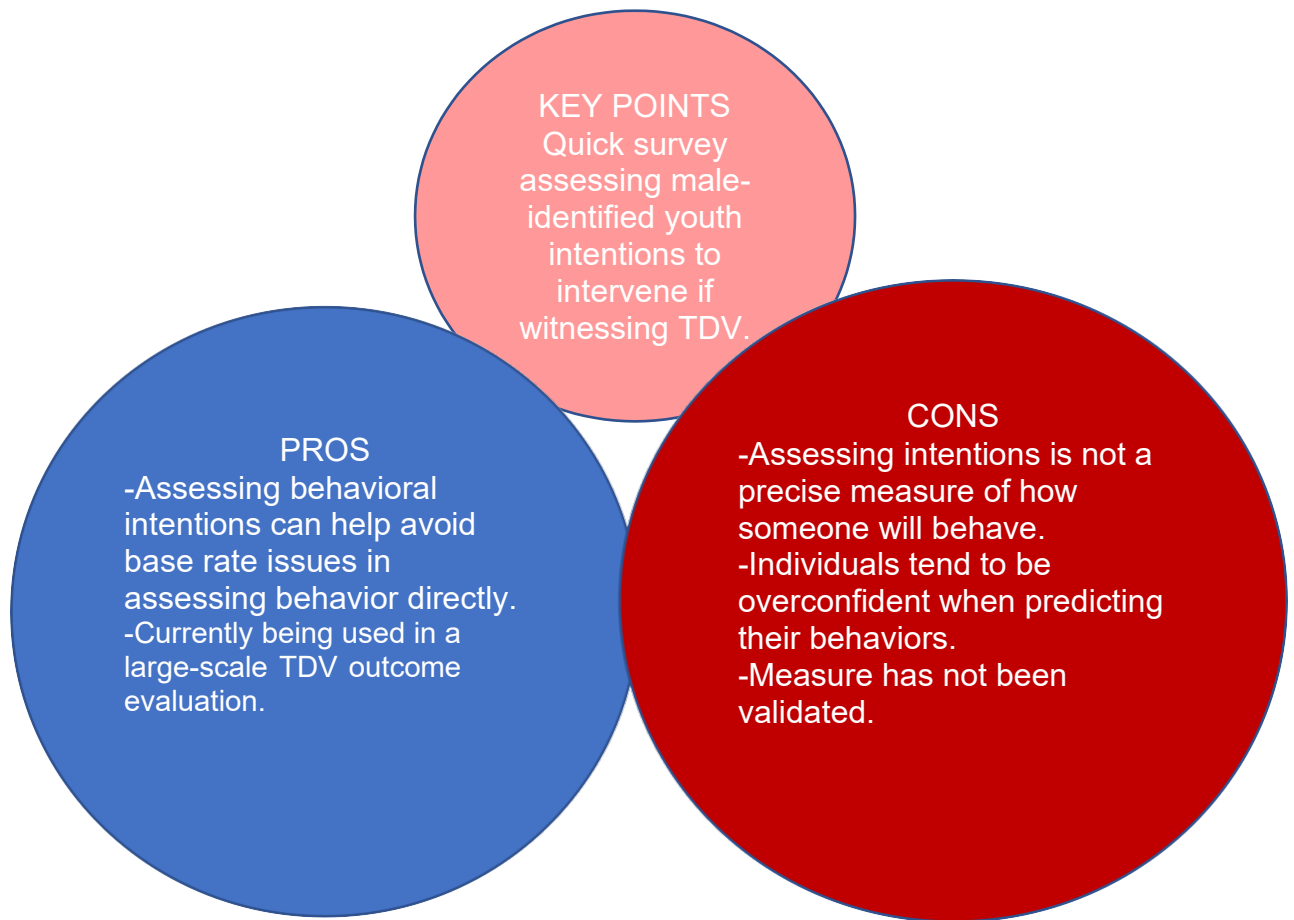 KEY POINTS
Quick survey
assessing male-
identified youth
intentions to
intervene if
witnessing TDV.
PROS
-Assessing behavioral
intentions can help avoid
base rate issues in
assessing behavior directly.
-Currently being used in a
large-scale TDV outcome
evaluation.
CONS
-Assessing intentions is not a
precise measure of how
someone will behave.
-Individuals tend to be
overconfident when predicting
their behaviors.
-Measure has not been
validated.